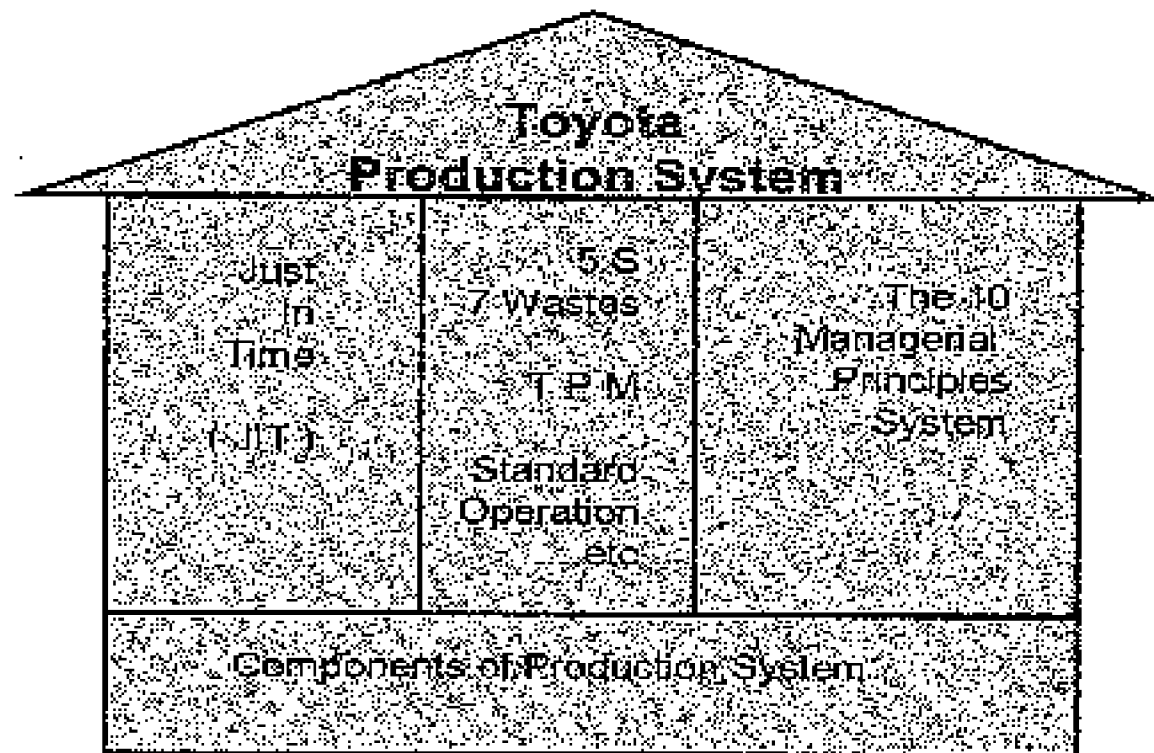 Toyota
Production System
Just
In
Time
( JIT )
5 S
7 Wastes
T P M
Standard
Operation
....etc
The 10
Managerial
Principles
System
Components of Production System